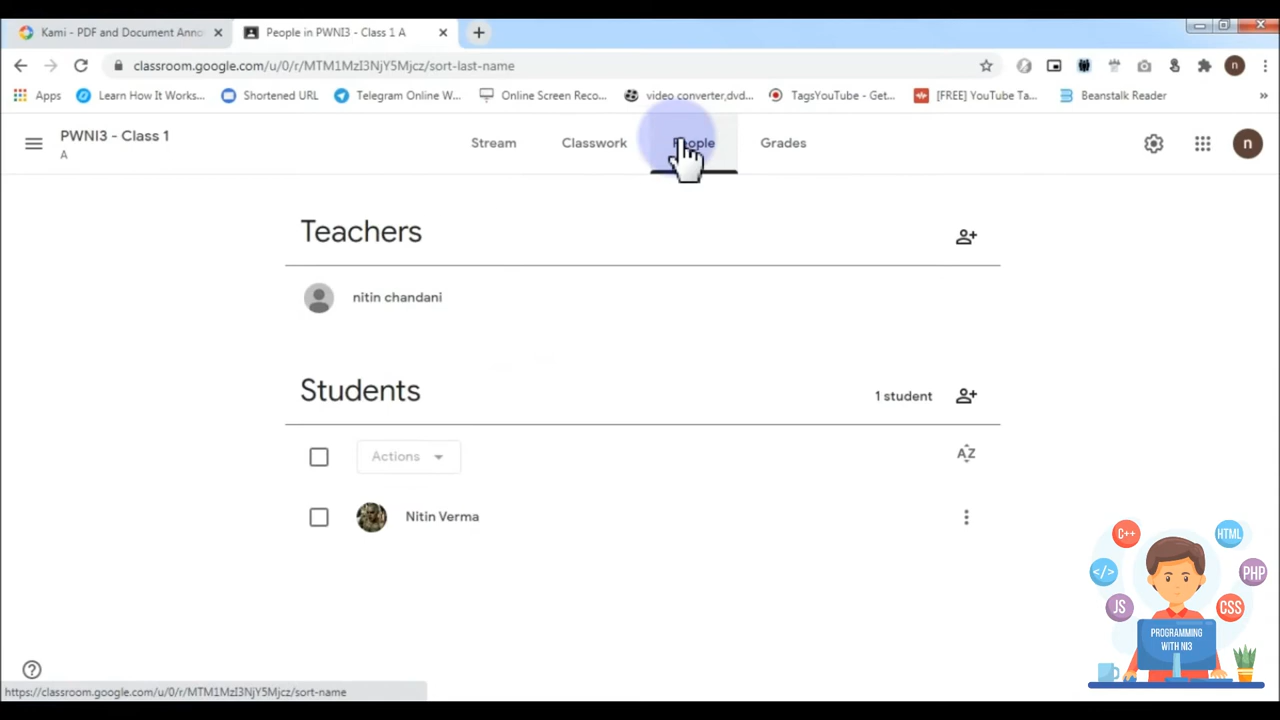 Kami - PDF and Document Anno
People in PWNI3 - Class 1 A
classroom.google.com/u/0/r/MTM1MzI3NjY5Mjcz/sort-last-name
n
Apps
Learn How It Works...
Shortened URL
Telegram Online W...
Online Screen Reco...
video converter,dvd...
TagsYouTube - Get...
[FREE] YouTube Ta...
Beanstalk Reader
»
PWNI3 - Class 1
A
Stream
Classwork
People
Grades
n
Teachers
nitin chandani
Students
1 student
Actions
AZ
Nitin Verma
C++
HTML
</>
PHP
JS
CSS
PROGRAMMING
WITH NI3
https://classroom.google.com/u/0/r/MTM1MzI3NjY5Mjcz/sort-name